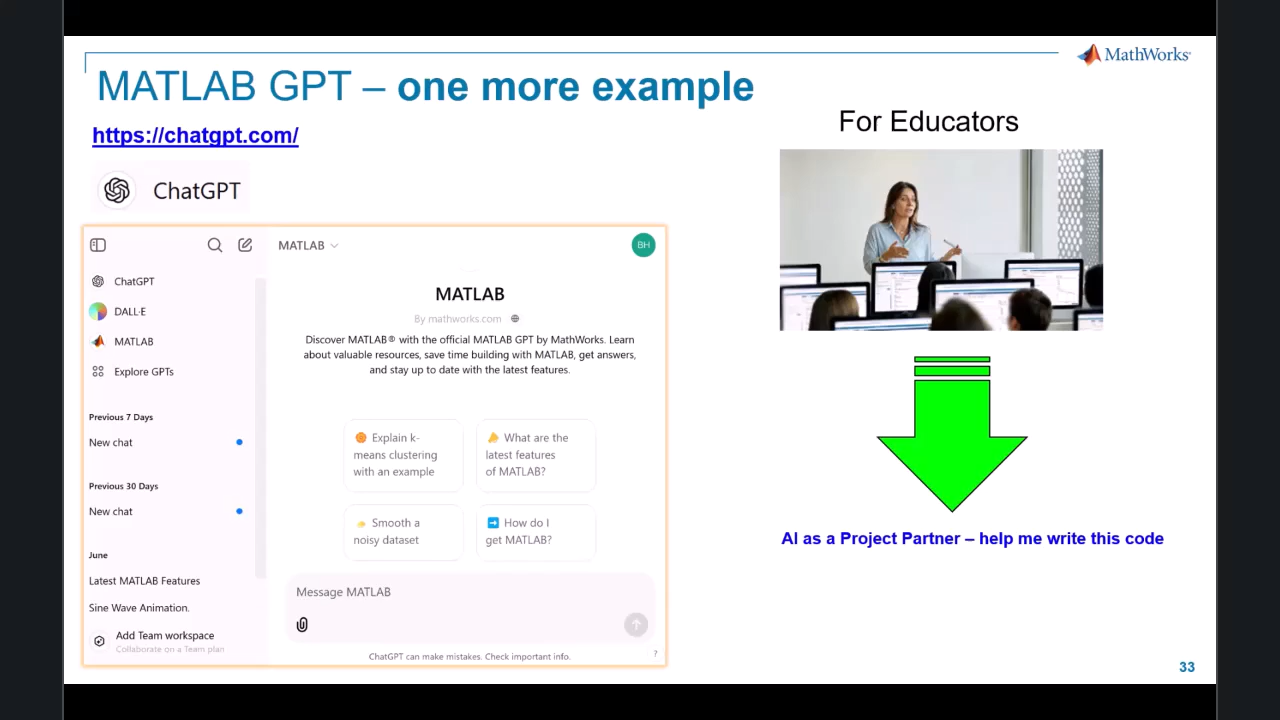 MathWorks®
MATLAB GPT – one more example
https://chatgpt.com/
ChatGPT
MATLAB
BH
ChatGPT
DALL·E
MATLAB
Explore GPTs
Previous 7 Days
New chat
Previous 30 Days
New chat
June
Latest MATLAB Features
Sine Wave Animation.
Add Team workspace
Collaborate on a Team plan
MATLAB
By mathworks.com
Discover MATLAB® with the official MATLAB GPT by MathWorks. Learn
about valuable resources, save time building with MATLAB, get answers,
and stay up to date with the latest features.
Explain k-
means clustering
with an example
What are the
latest features
of MATLAB?
Smooth a
noisy dataset
How do I
get MATLAB?
Message MATLAB
ChatGPT can make mistakes. Check important info.
?
For Educators
AI as a Project Partner – help me write this code
33